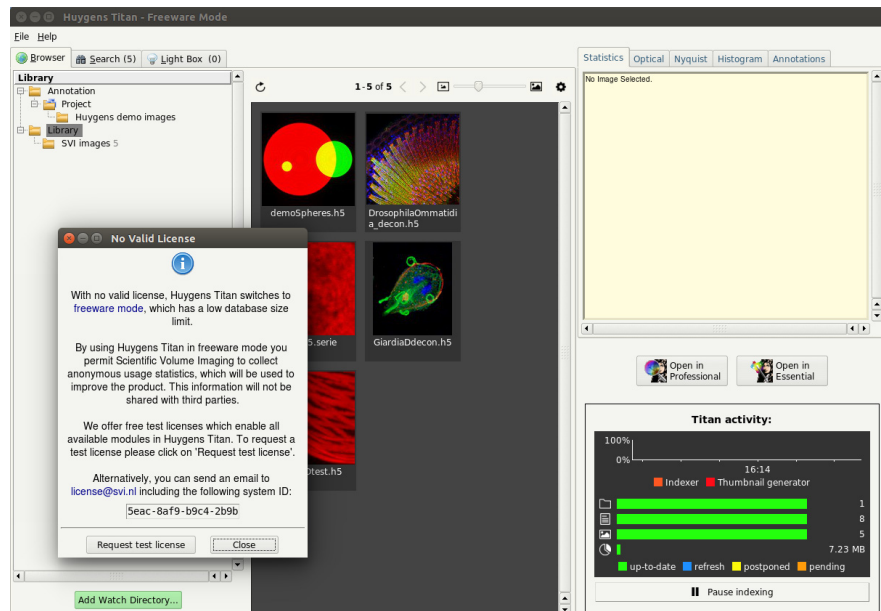 Huygens Titan - Freeware Mode
File Help
Browser
Search (5)
Light Box (0)
Library
Annotation
Project
Huygens demo images
Library
SVI images 5
1-5 of 5
demoSpheres.h5
DrosophilaOmmatidi
a_decon.h5
5.serie
GiardiaDdecon.h5
test.h5
No Valid License
With no valid license, Huygens Titan switches to
freeware mode, which has a low database size
limit.
By using Huygens Titan in freeware mode you
permit Scientific Volume Imaging to collect
anonymous usage statistics, which will be used to
improve the product. This information will not be
shared with third parties.
We offer free test licenses which enable all
available modules in Huygens Titan. To request a
test license please click on 'Request test license'.
Alternatively, you can send an email to
license@svi.nl including the following system ID:
5eac-8af9-b9c4-2b9b
Request test license
Close
Add Watch Directory...
Statistics
Optical
Nyquist
Histogram
Annotations
No Image Selected.
Open in
Professional
Open in
Essential
Titan activity:
100%
0%
16:14
Indexer
Thumbnail generator
1
8
5
7.23 MB
up-to-date
refresh
postponed
pending
Pause indexing